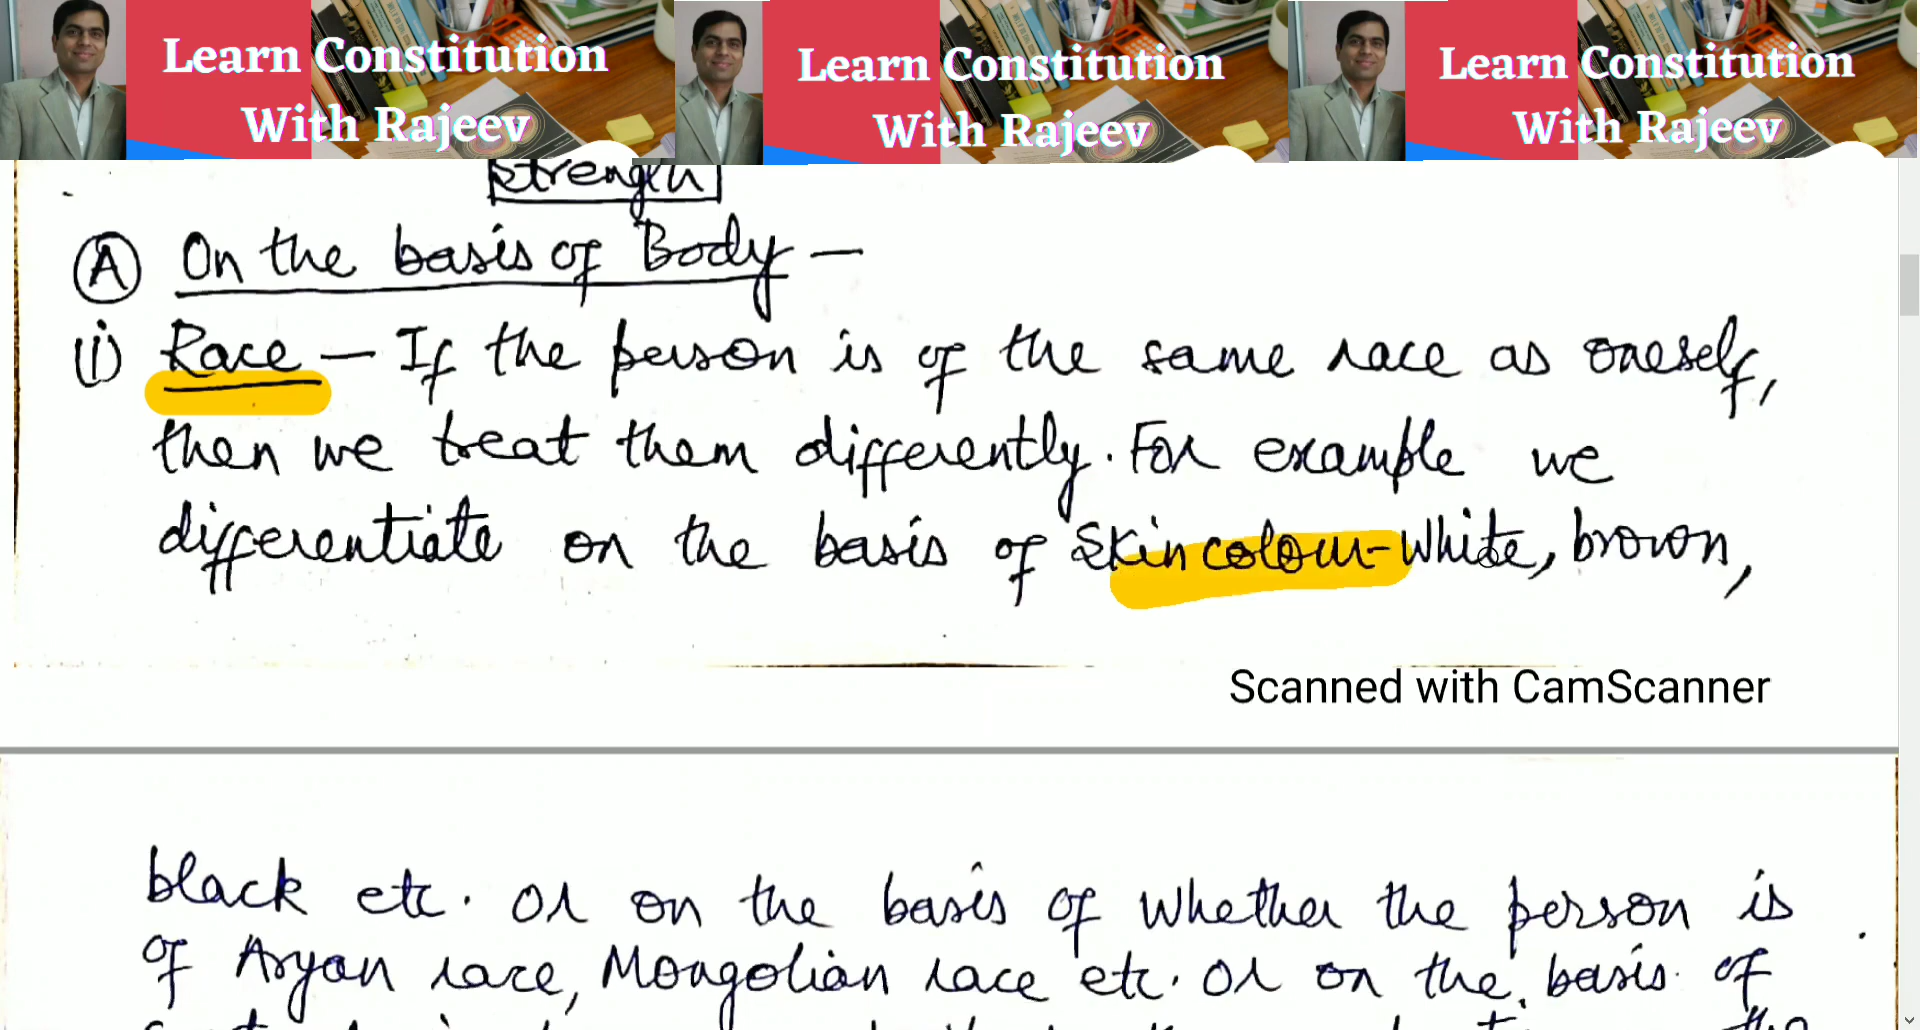 Learn Constitution
With Rajeev
Learn Constitution
With Rajeev
Learn Constitution
With Rajeev
Strength
(A) On the basis of Body —
(i) Race — If the person is of the same race as oneself,
then we treat them differently. For example we
differentiate on the basis of Skin colour - White, brown,
Scanned with CamScanner
black etc. Or on the basis of whether the person is
of Aryan race, Mongolian race etc. Or on the basis of